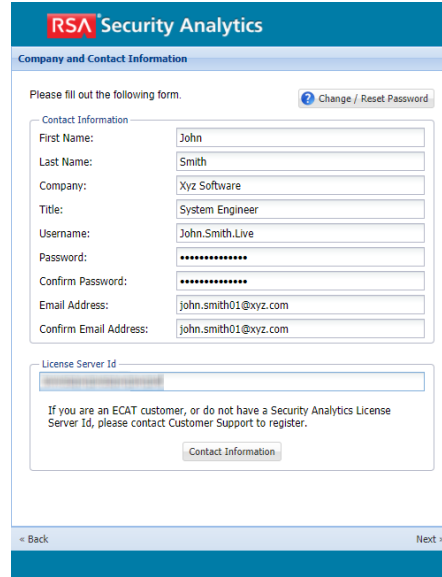 RSA Security Analytics
Company and Contact Information
Please fill out the following form.
Change / Reset Password
Contact Information
First Name: John
Last Name: Smith
Company: Xyz Software
Title: System Engineer
Username: John.Smith.Live
Password: ••••••••••••••
Confirm Password: ••••••••••••••
Email Address: john.smith01@xyz.com
Confirm Email Address: john.smith01@xyz.com
License Server Id
If you are an ECAT customer, or do not have a Security Analytics License
Server Id, please contact Customer Support to register.
Contact Information
« Back
Next »